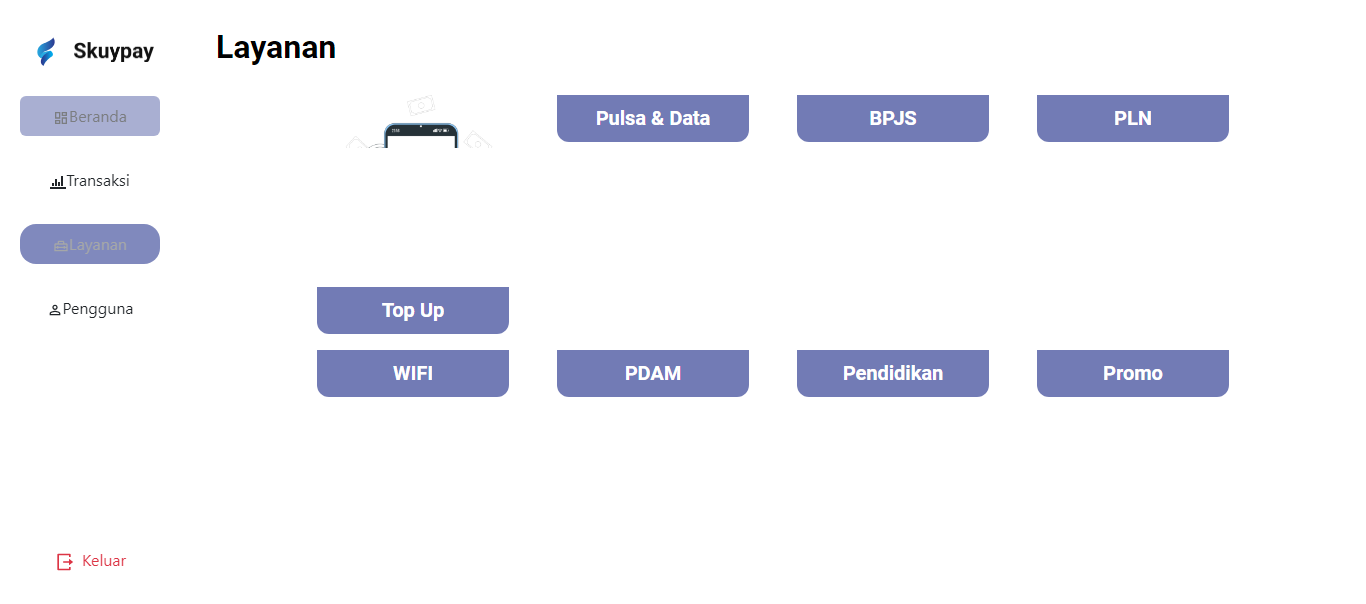 Skuypay
Beranda
Transaksi
Layanan
Pengguna
Keluar
Layanan
Pulsa & Data
BPJS
PLN
Top Up
WIFI
PDAM
Pendidikan
Promo